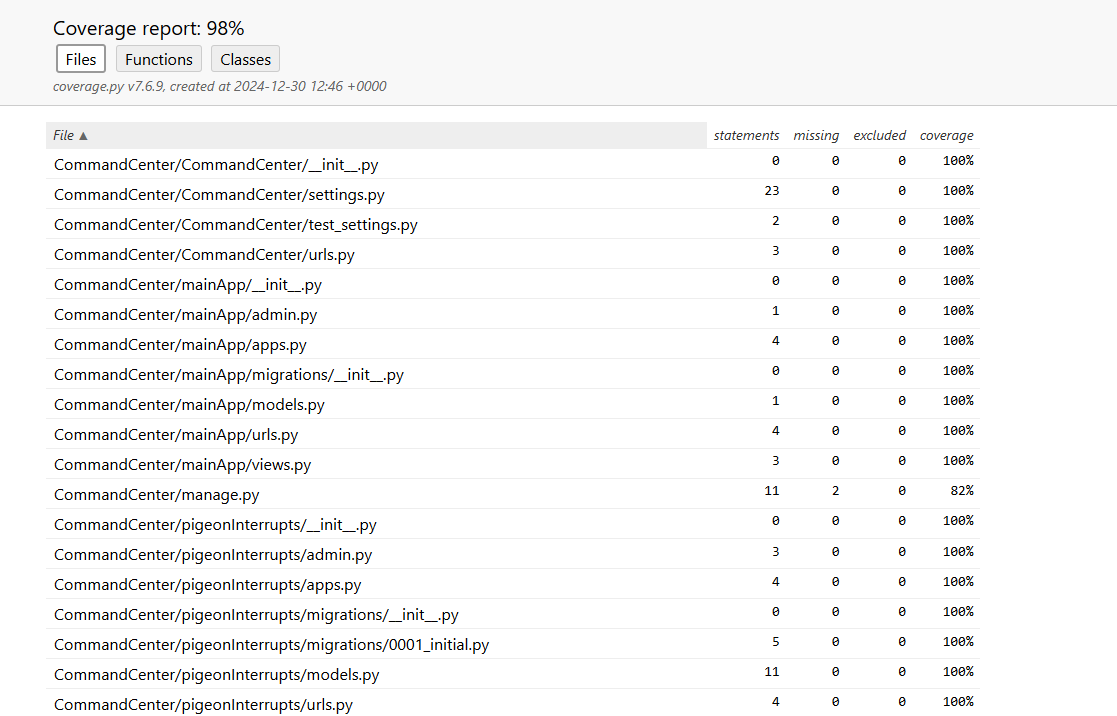 Coverage report: 98%
Files Functions Classes
coverage.py v7.6.9, created at 2024-12-30 12:46 +0000
File ▲ statements missing excluded coverage
CommandCenter/CommandCenter/__init__.py 0 0 0 100%
CommandCenter/CommandCenter/settings.py 23 0 0 100%
CommandCenter/CommandCenter/test_settings.py 2 0 0 100%
CommandCenter/CommandCenter/urls.py 3 0 0 100%
CommandCenter/mainApp/__init__.py 0 0 0 100%
CommandCenter/mainApp/admin.py 1 0 0 100%
CommandCenter/mainApp/apps.py 4 0 0 100%
CommandCenter/mainApp/migrations/__init__.py 0 0 0 100%
CommandCenter/mainApp/models.py 1 0 0 100%
CommandCenter/mainApp/urls.py 4 0 0 100%
CommandCenter/mainApp/views.py 3 0 0 100%
CommandCenter/manage.py 11 2 0 82%
CommandCenter/pigeonInterrupts/__init__.py 0 0 0 100%
CommandCenter/pigeonInterrupts/admin.py 3 0 0 100%
CommandCenter/pigeonInterrupts/apps.py 4 0 0 100%
CommandCenter/pigeonInterrupts/migrations/__init__.py 0 0 0 100%
CommandCenter/pigeonInterrupts/migrations/0001_initial.py 5 0 0 100%
CommandCenter/pigeonInterrupts/models.py 11 0 0 100%
CommandCenter/pigeonInterrupts/urls.py 4 0 0 100%